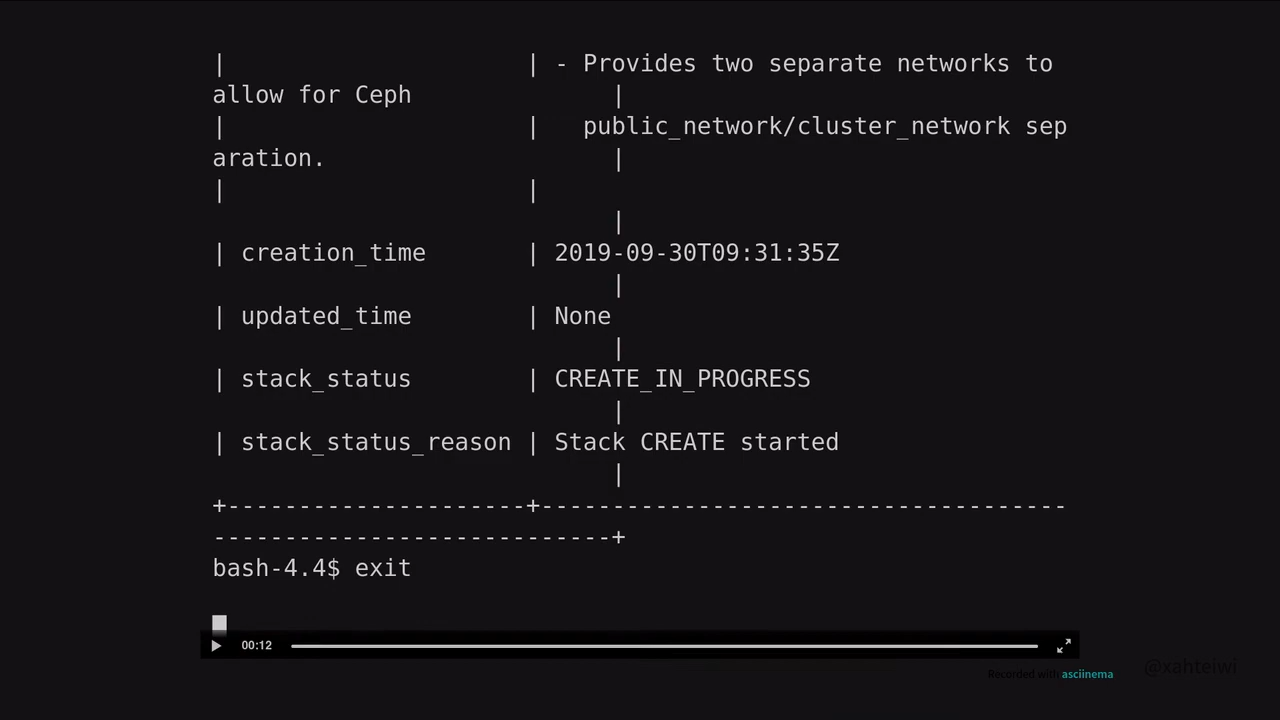 |                     | - Provides two separate networks to
allow for Ceph              |
|                     |   public_network/cluster_network sep
aration.                    |
|                     |
                            |
| creation_time       | 2019-09-30T09:31:35Z
                            |
| updated_time        | None
                            |
| stack_status        | CREATE_IN_PROGRESS
                            |
| stack_status_reason | Stack CREATE started
                            |
+---------------------+-------------------------------------
----------------------------+
bash-4.4$ exit
00:12
Recorded with asciinema
@xahteiwi